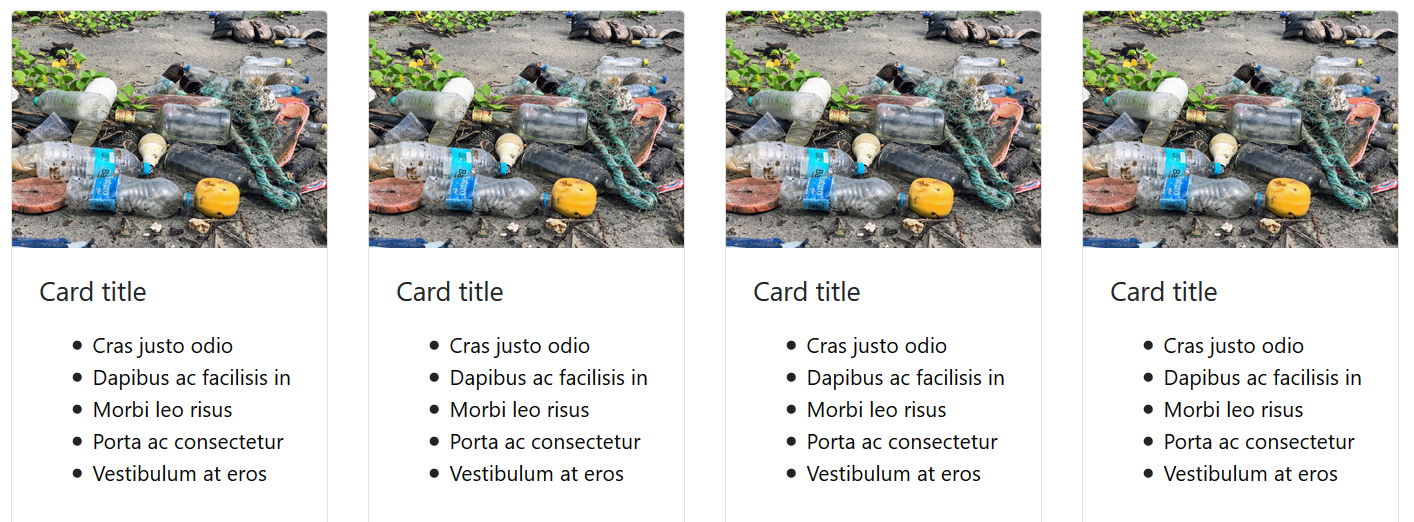 Card title
Cras justo odio
Dapibus ac facilisis in
Morbi leo risus
Porta ac consectetur
Vestibulum at eros
Card title
Cras justo odio
Dapibus ac facilisis in
Morbi leo risus
Porta ac consectetur
Vestibulum at eros
Card title
Cras justo odio
Dapibus ac facilisis in
Morbi leo risus
Porta ac consectetur
Vestibulum at eros
Card title
Cras justo odio
Dapibus ac facilisis in
Morbi leo risus
Porta ac consectetur
Vestibulum at eros